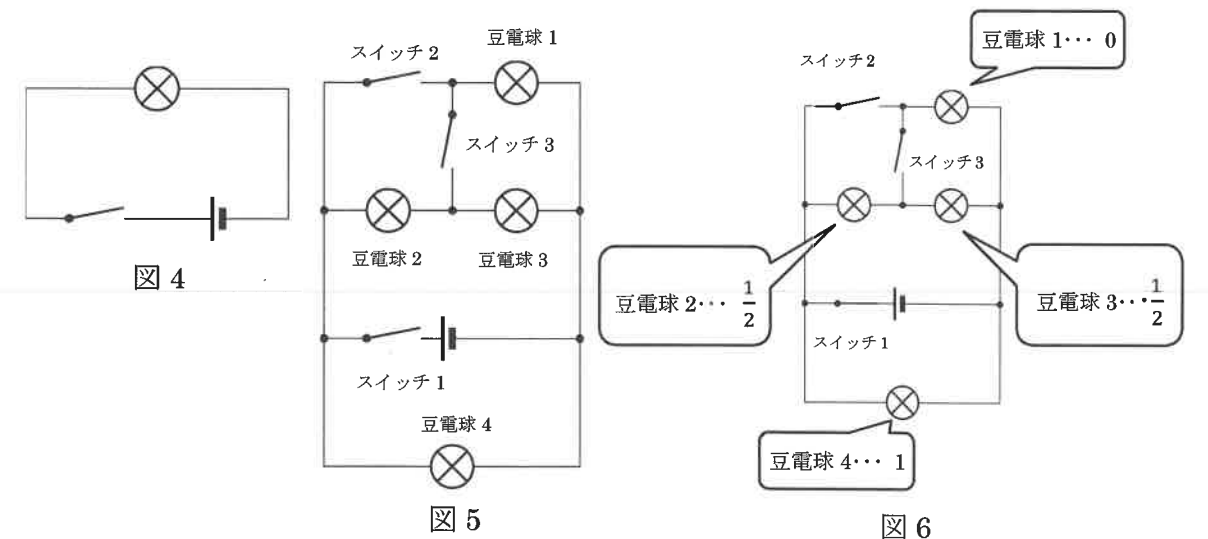 図 4
スイッチ 2
豆電球 1
スイッチ 3
豆電球 2
豆電球 3
スイッチ 1
豆電球 4
図 5
豆電球 1⋯ 0
スイッチ 2
スイッチ 3
豆電球 2⋯ 1/2
豆電球 3⋯ 1/2
スイッチ 1
豆電球 4⋯ 1
図 6